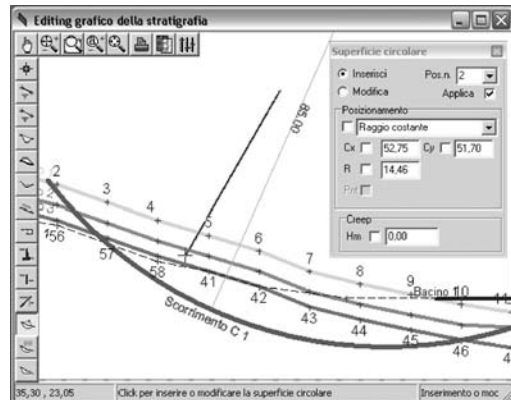 Editing grafico della stratigrafia
Superficie circolare
Inserisci Pos.n. 2
Modifica Applica
Posizionamento
Raggio costante
Cx 52,75 Cy 51,70
R 14,46
Pnt
Creep
Hm 0.00
85.00
2
3
4
5
6
7
8
9
Bacino 1 10
11
56
57
58
41
42
43
44
45
46
Scorrimento C 1
35,30 , 23,05 Click per inserire o modificare la superficie circolare Inserimento o moc